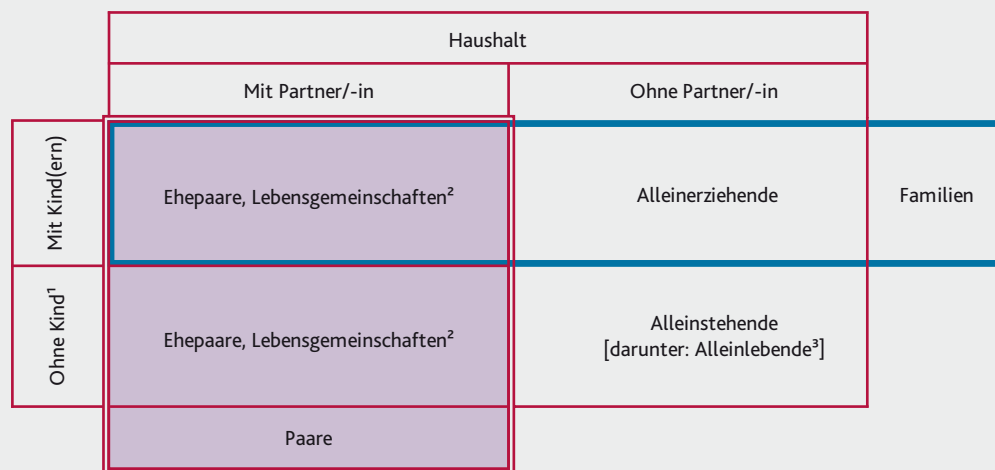 Haushalt
Mit Partner/-in
Ohne Partner/-in
Mit Kind(ern)
Ehepaare, Lebensgemeinschaften²
Alleinerziehende
Familien
Ohne Kind¹
Ehepaare, Lebensgemeinschaften²
Alleinstehende
[darunter: Alleinlebende³]
Paare